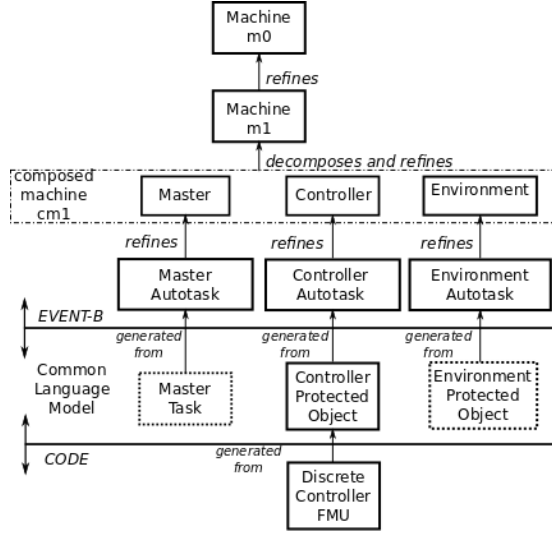 Machine
m0
refines
Machine
m1
decomposes and refines
composed
machine
cm1
Master
Controller
Environment
refines
refines
refines
Master
Autotask
Controller
Autotask
Environment
Autotask
EVENT-B
generated
from
generated
from
generated
from
Common
Language
Model
Master
Task
Controller
Protected
Object
Environment
Protected
Object
CODE
generated
from
Discrete
Controller
FMU